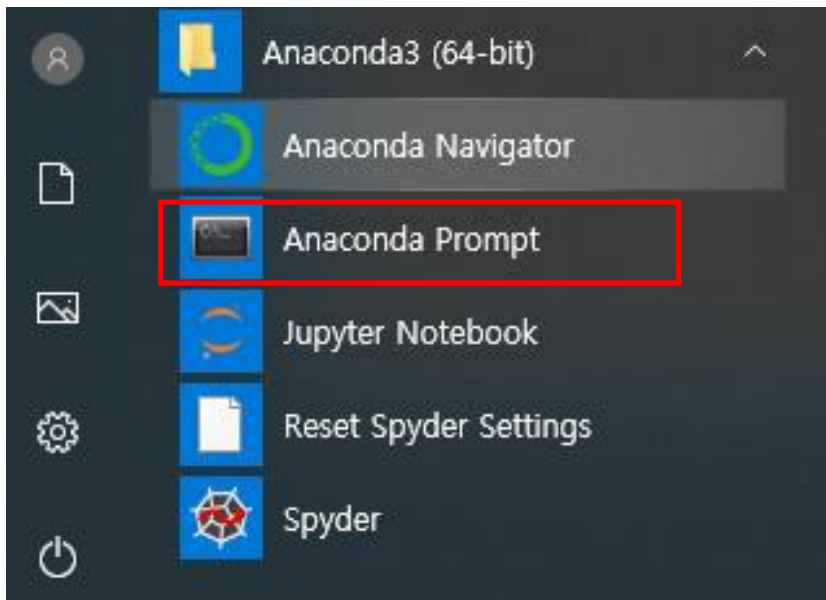 Anaconda3 (64-bit)
Anaconda Navigator
Anaconda Prompt
Jupyter Notebook
Reset Spyder Settings
Spyder